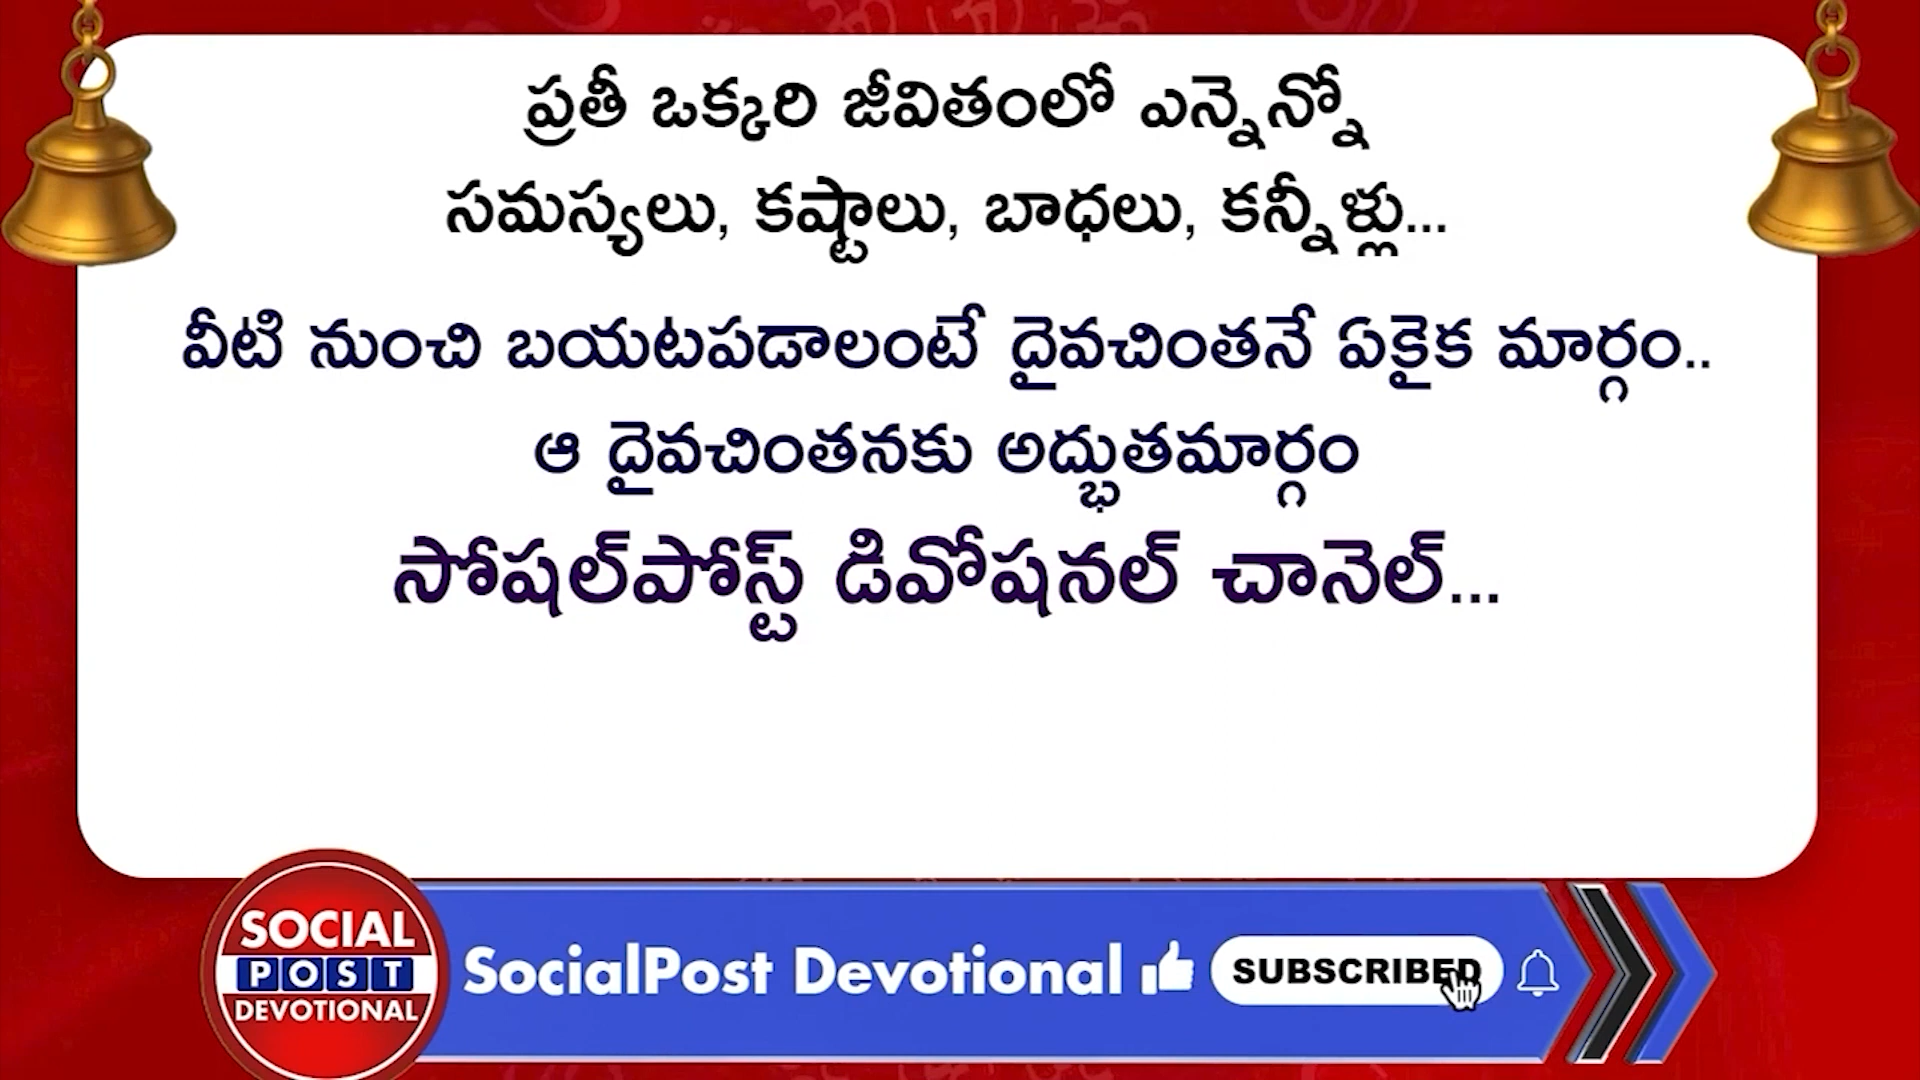 ప్రతీ ఒక్కరి జీవితంలో ఎన్నెన్నో
సమస్యలు, కష్టాలు, బాధలు, కన్నీళ్లు...
వీటి నుంచి బయటపడాలంటే దైవచింతనే ఏకైక మార్గం..
ఆ దైవచింతనకు అద్భుతమార్గం
సోషల్‌పోస్ట్ డివోషనల్ చానెల్...
SOCIAL
POST
DEVOTIONAL
SocialPost Devotional
SUBSCRIBED